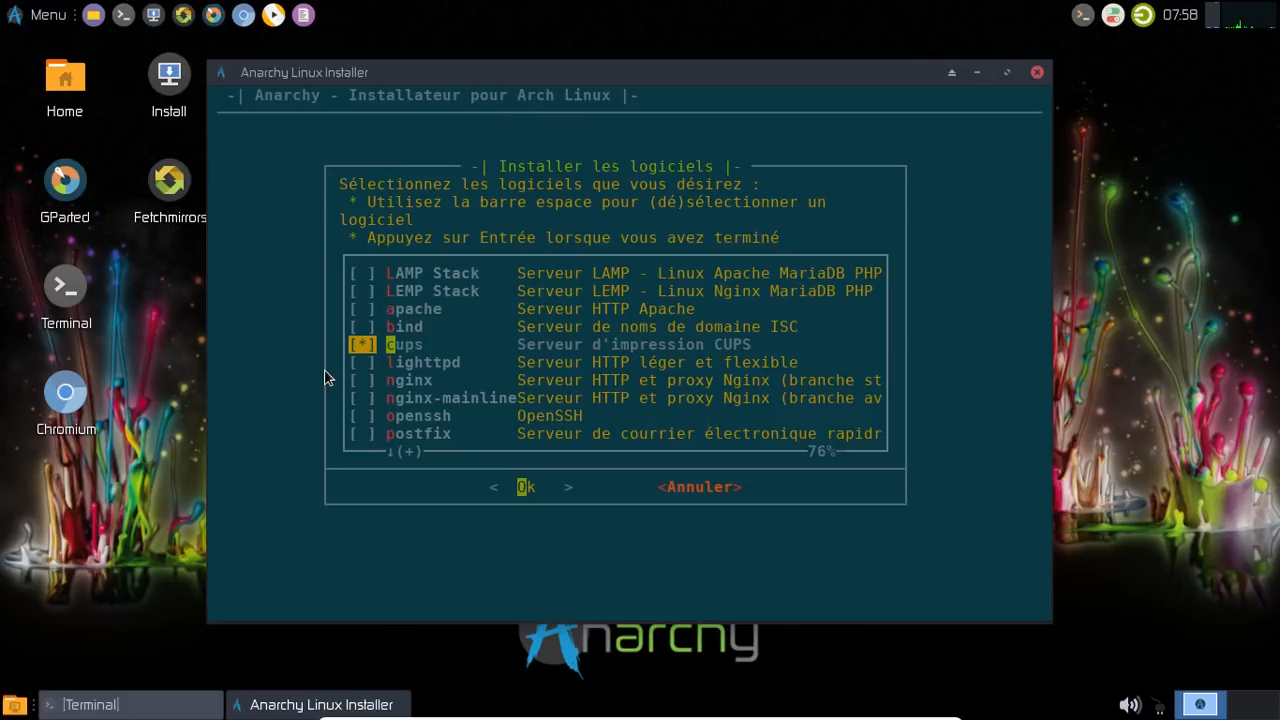 Menu
07:58
Home
Install
GParted
Fetchmirrors
Terminal
Chromium
Anarchy Linux Installer
-| Anarchy - Installateur pour Arch Linux |-
-| Installer les logiciels |-
Sélectionnez les logiciels que vous désirez :
* Utilisez la barre espace pour (dé)sélectionner un
logiciel
* Appuyez sur Entrée lorsque vous avez terminé
[ ] LAMP Stack Serveur LAMP - Linux Apache MariaDB PHP
[ ] LEMP Stack Serveur LEMP - Linux Nginx MariaDB PHP
[ ] apache Serveur HTTP Apache
[ ] bind Serveur de noms de domaine ISC
[*] cups Serveur d'impression CUPS
[ ] lighttpd Serveur HTTP léger et flexible
[ ] nginx Serveur HTTP et proxy Nginx (branche st
[ ] nginx-mainline Serveur HTTP et proxy Nginx (branche av
[ ] openssh OpenSSH
[ ] postfix Serveur de courrier électronique rapidr
↓(+) 76%
< Ok > <Annuler>
Anarchy
[Terminal]
Anarchy Linux Installer